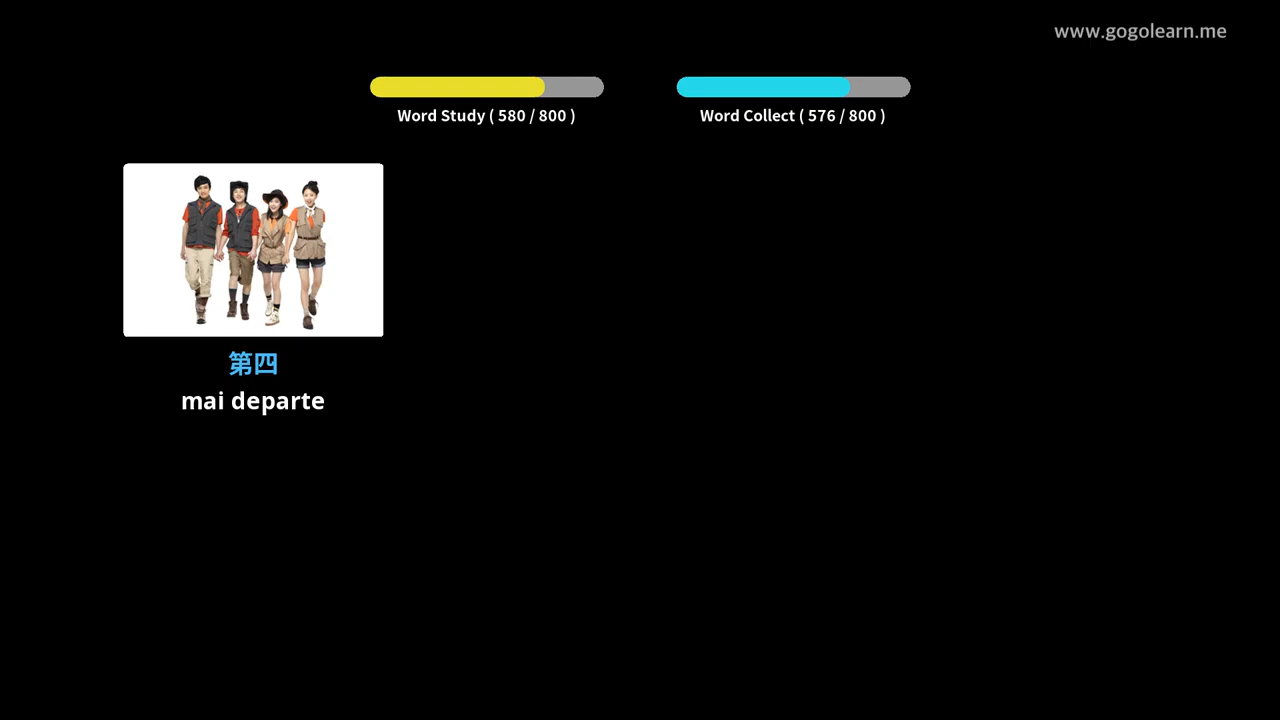 www.gogolearn.me
Word Study ( 580 / 800 )
Word Collect ( 576 / 800 )
第四
mai departe